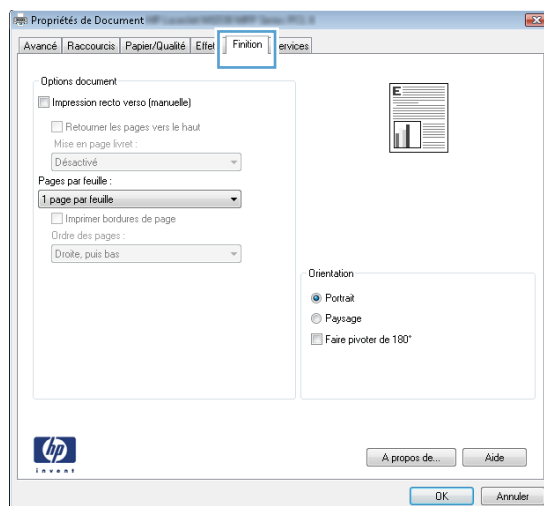 Propriétés de Document
Avancé Raccourcis Papier/Qualité Effet Finition ervices
Options document
Impression recto verso (manuelle)
Retourner les pages vers le haut
Mise en page livret :
Désactivé
Pages par feuille :
1 page par feuille
Imprimer bordures de page
Ordre des pages :
Droite, puis bas
E
Orientation
Portrait
Paysage
Faire pivoter de 180°
hp
invent
A propos de... Aide
OK Annuler